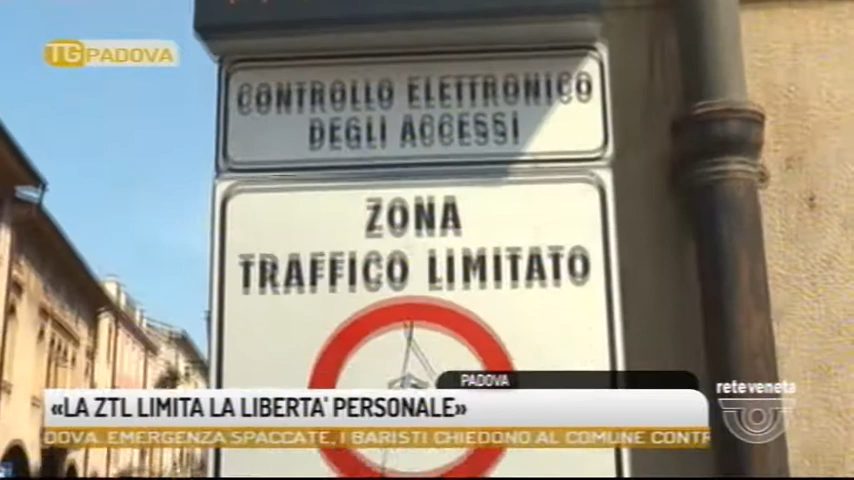 TG PADOVA
CONTROLLO ELETTRONICO
DEGLI ACCESSI
ZONA
TRAFFICO LIMITATO
PADOVA
reteveneta
«LA ZTL LIMITA LA LIBERTA' PERSONALE»
DOVA. EMERGENZA SPACCATE, I BARISTI CHIEDONO AL COMUNE CONTR